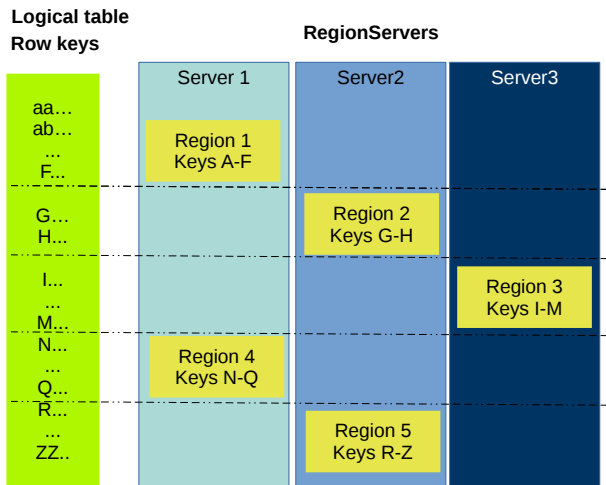 Logical table
Row keys
RegionServers
Server 1
Server2
Server3
aa...
ab...
...
F...
Region 1
Keys A-F
G...
H...
Region 2
Keys G-H
I...
...
M...
Region 3
Keys I-M
N...
...
Q...
Region 4
Keys N-Q
R...
...
ZZ..
Region 5
Keys R-Z